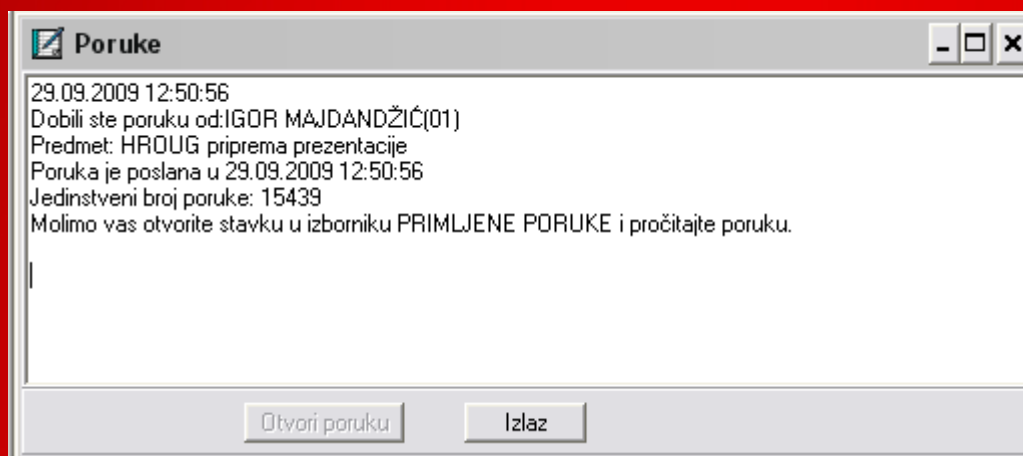 Poruke
29.09.2009 12:50:56
Dobili ste poruku od:IGOR MAJDANDŽIĆ(01)
Predmet: HROUG priprema prezentacije
Poruka je poslana u 29.09.2009 12:50:56
Jedinstveni broj poruke: 15439
Molimo vas otvorite stavku u izborniku PRIMLJENE PORUKE i pročitajte poruku.
Otvori poruku
Izlaz